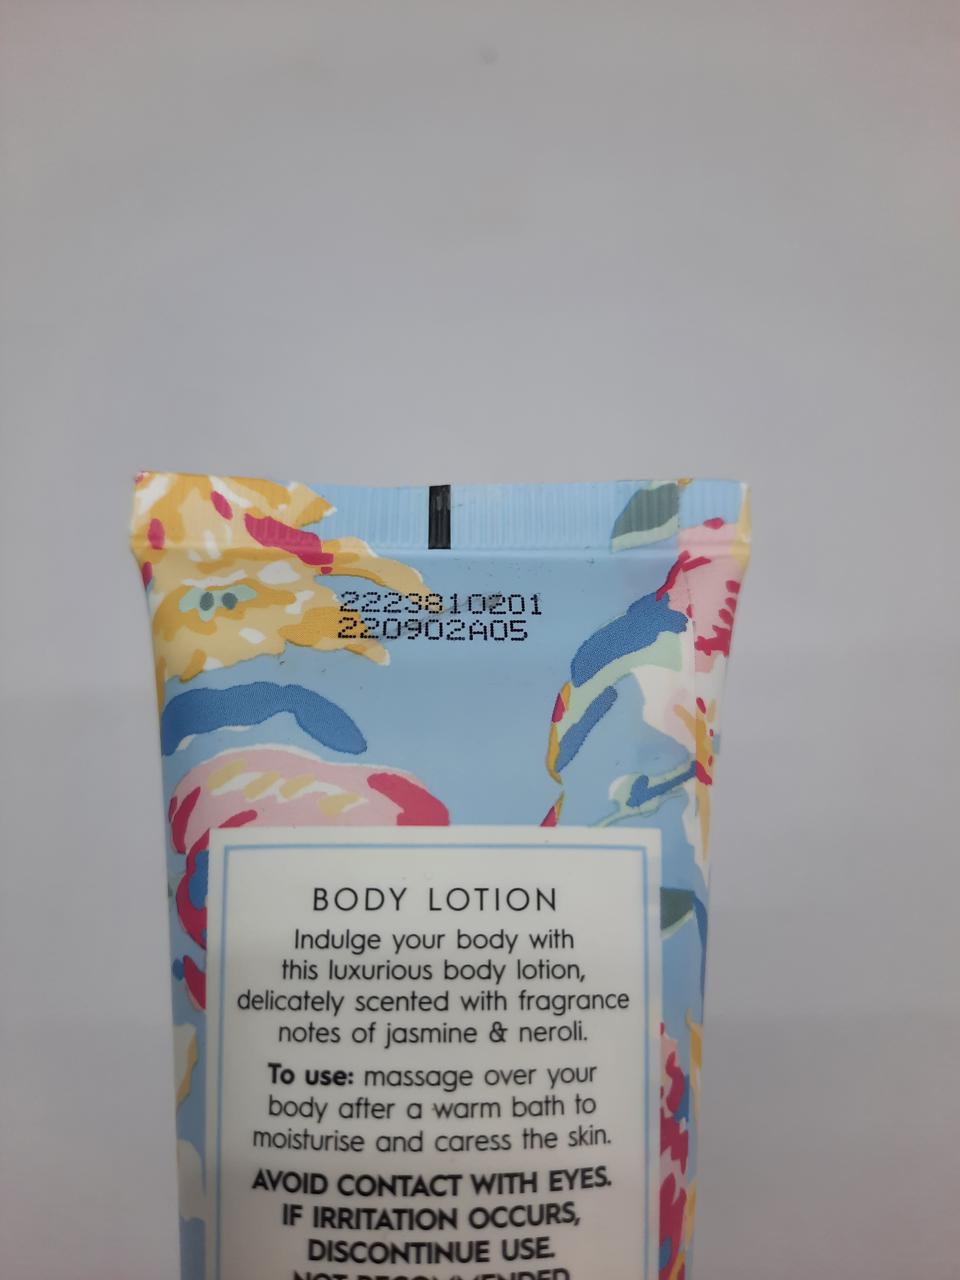 2223810201
220902A05
BODY LOTION
Indulge your body with
this luxurious body lotion,
delicately scented with fragrance
notes of jasmine & neroli.
To use: massage over your
body after a warm bath to
moisturise and caress the skin.
AVOID CONTACT WITH EYES.
IF IRRITATION OCCURS,
DISCONTINUE USE.
NOT RECOMMENDED